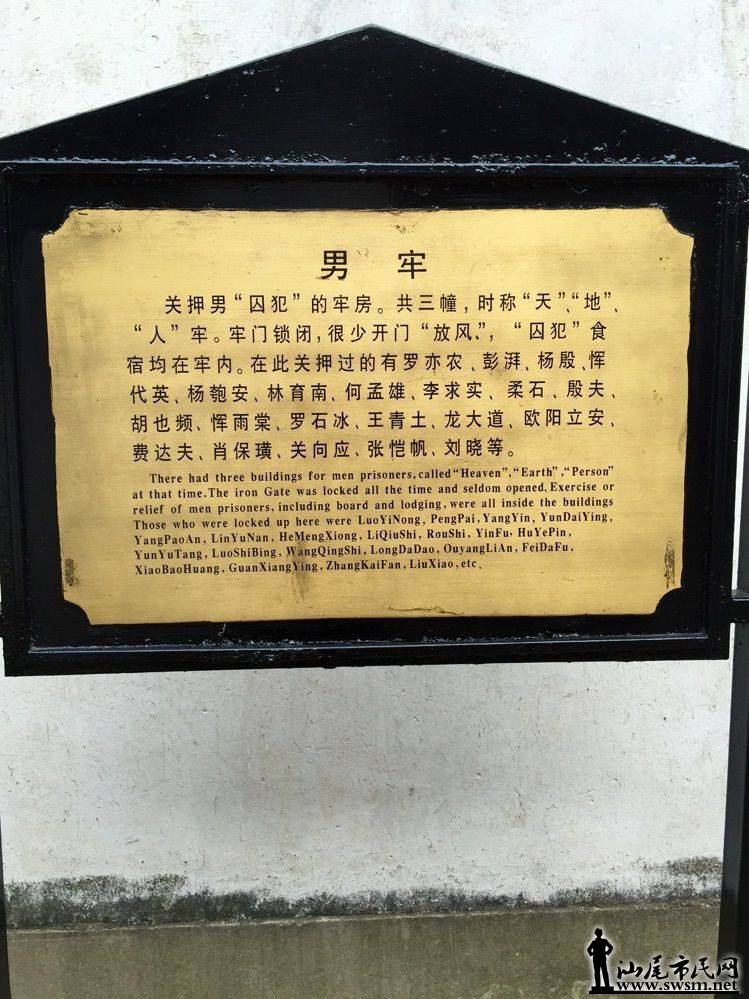 男 牢
关押男“囚犯”的牢房。共三幢，时称“天”、“地”、
“人”牢。牢门锁闭，很少开门“放风”，“囚犯”食
宿均在牢内。在此关押过的有罗亦农、彭湃、杨殷、恽
代英、杨匏安、林育南、何孟雄、李求实、柔石、殷夫、
胡也频、恽雨棠、罗石冰、王青士、龙大道、欧阳立安、
费达夫、肖保璜、关向应、张恺帆、刘晓等。
There had three buildings for men prisoners,called“Heaven”,“Earth”,“Person”
at that time.The iron Gate was locked all the time and seldom opened.Exercise or
relief of men prisoners, including board and lodging, were all inside the buildings
Those who were locked up here were LuoYiNong, PengPai, YangYin, YunDaiYing,
YangPaoAn, LinYuNan, HeMengXiong, LiQiuShi, RouShi, YinFu, HuYePin,
YunYuTang, LuoShiBing, WangQingShi, LongDaDao, OuyangLiAn, FeiDaFu,
XiaoBaoHuang, GuanXiangYing, ZhangKaiFan, LiuXiao, etc.
汕尾市民网
www.swsm.net